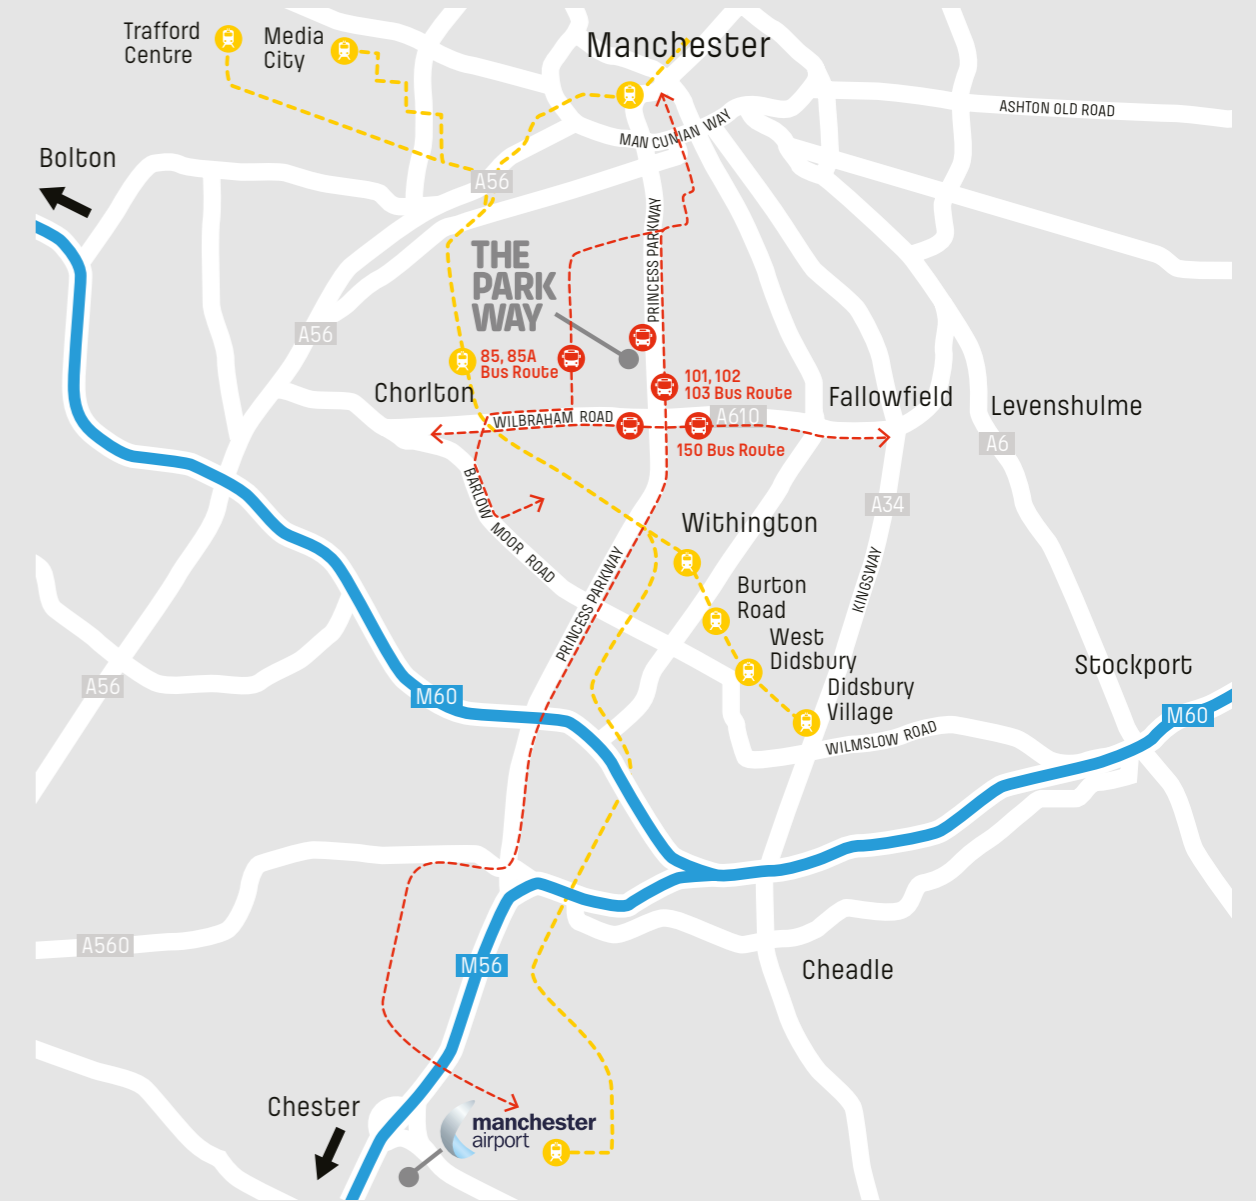 Trafford
Centre
Media
City
Manchester
ASHTON OLD ROAD
MANCUNIAN WAY
Bolton
A56
PRINCESS PARKWAY
THE
PARK
WAY
A56
85, 85A
Bus Route
101, 102
103 Bus Route
Chorlton
WILBRAHAM ROAD
A610
Fallowfield
Levenshulme
A6
150 Bus Route
BARLOW MOOR ROAD
A34
Withington
KINGSWAY
PRINCESS PARKWAY
Burton
Road
West
Didsbury
Didsbury
Village
Stockport
A56
M60
M60
WILMSLOW ROAD
A560
M56
Cheadle
Chester
manchester
airport